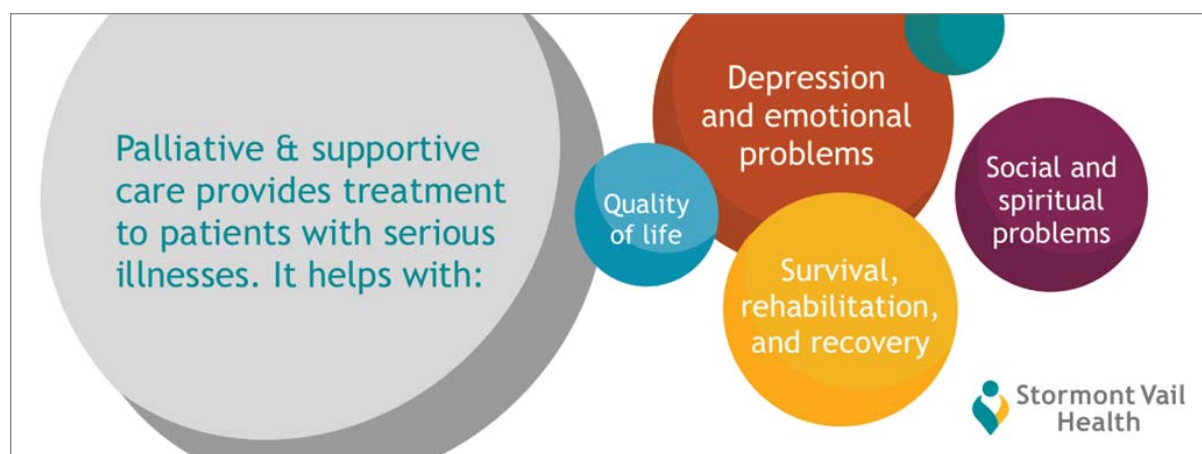 Palliative & supportive
care provides treatment
to patients with serious
illnesses. It helps with:
Quality
of life
Depression
and emotional
problems
Survival,
rehabilitation,
and recovery
Social and
spiritual
problems
Stormont Vail
Health